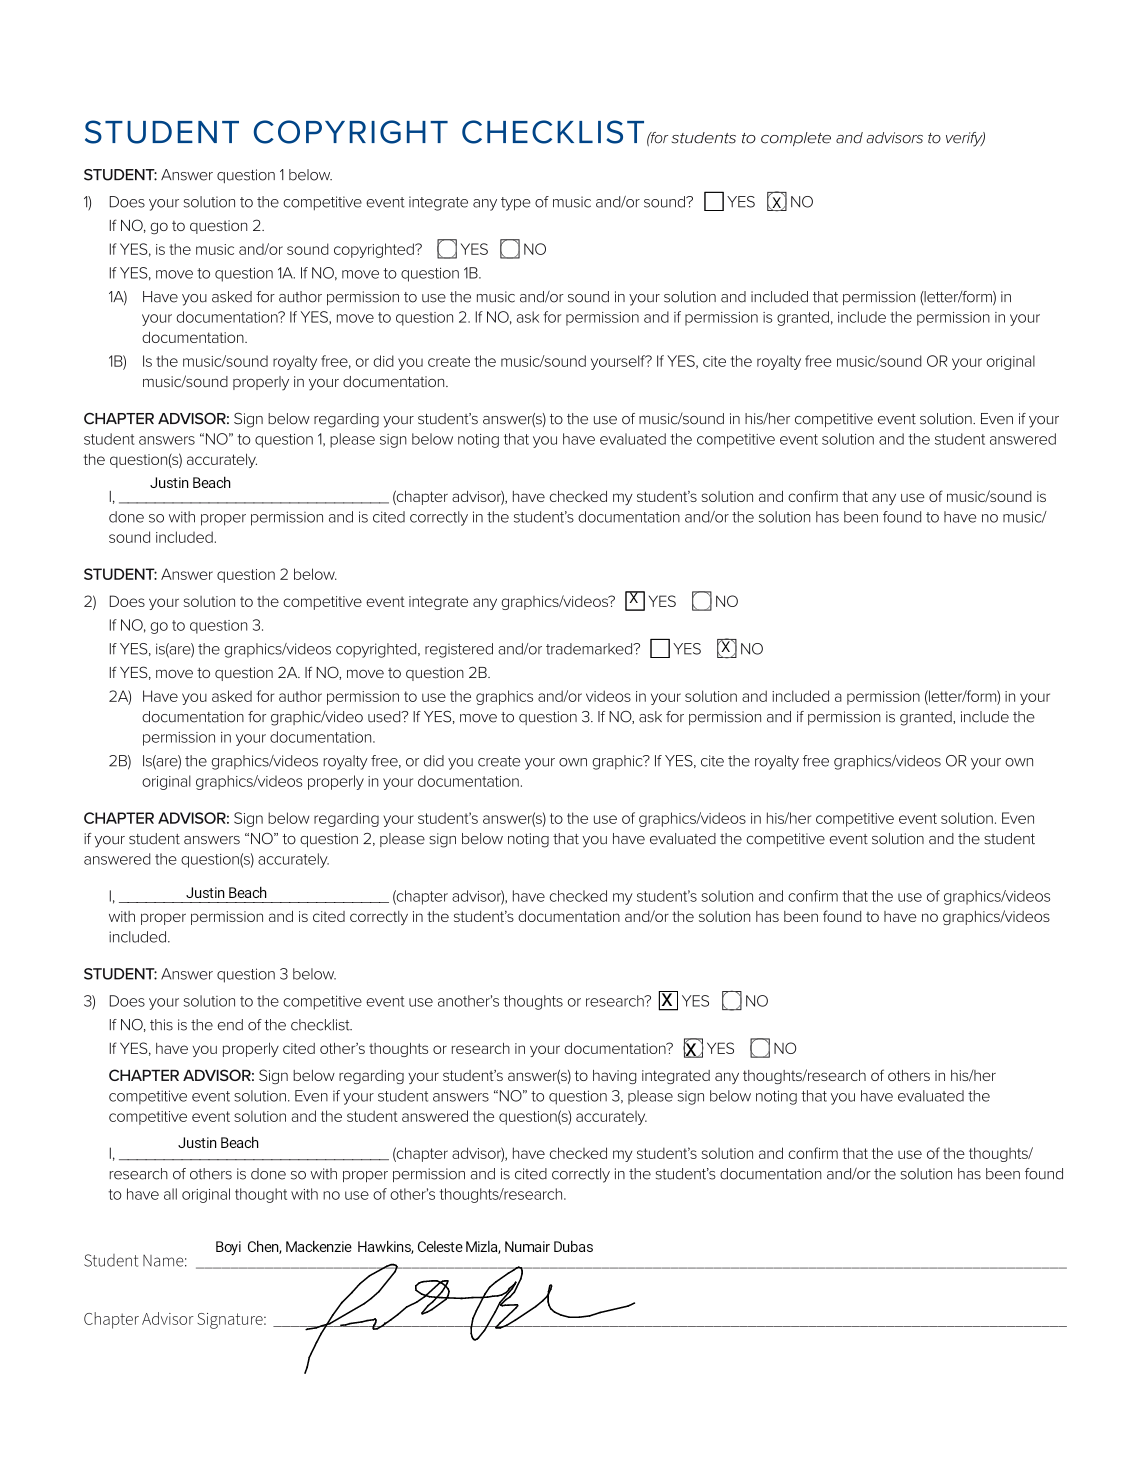 STUDENT COPYRIGHT CHECKLIST (for students to complete and advisors to verify)
STUDENT: Answer question 1 below.
1) Does your solution to the competitive event integrate any type of music and/or sound? YES X NO
If NO, go to question 2.
If YES, is the music and/or sound copyrighted? YES NO
If YES, move to question 1A. If NO, move to question 1B.
1A) Have you asked for author permission to use the music and/or sound in your solution and included that permission (letter/form) in
your documentation? If YES, move to question 2. If NO, ask for permission and if permission is granted, include the permission in your
documentation.
1B) Is the music/sound royalty free, or did you create the music/sound yourself? If YES, cite the royalty free music/sound OR your original
music/sound properly in your documentation.
CHAPTER ADVISOR: Sign below regarding your student's answer(s) to the use of music/sound in his/her competitive event solution. Even if your
student answers “NO” to question 1, please sign below noting that you have evaluated the competitive event solution and the student answered
the question(s) accurately.
I, Justin Beach (chapter advisor), have checked my student's solution and confirm that any use of music/sound is
done so with proper permission and is cited correctly in the student's documentation and/or the solution has been found to have no music/
sound included.
STUDENT: Answer question 2 below.
2) Does your solution to the competitive event integrate any graphics/videos? X YES NO
If NO, go to question 3.
If YES, is(are) the graphics/videos copyrighted, registered and/or trademarked? YES X NO
If YES, move to question 2A. If NO, move to question 2B.
2A) Have you asked for author permission to use the graphics and/or videos in your solution and included a permission (letter/form) in your
documentation for graphic/video used? If YES, move to question 3. If NO, ask for permission and if permission is granted, include the
permission in your documentation.
2B) Is(are) the graphics/videos royalty free, or did you create your own graphic? If YES, cite the royalty free graphics/videos OR your own
original graphics/videos properly in your documentation.
CHAPTER ADVISOR: Sign below regarding your student's answer(s) to the use of graphics/videos in his/her competitive event solution. Even
if your student answers “NO” to question 2, please sign below noting that you have evaluated the competitive event solution and the student
answered the question(s) accurately.
I, Justin Beach (chapter advisor), have checked my student's solution and confirm that the use of graphics/videos
with proper permission and is cited correctly in the student's documentation and/or the solution has been found to have no graphics/videos
included.
STUDENT: Answer question 3 below.
3) Does your solution to the competitive event use another's thoughts or research? X YES NO
If NO, this is the end of the checklist.
If YES, have you properly cited other's thoughts or research in your documentation? X YES NO
CHAPTER ADVISOR: Sign below regarding your student's answer(s) to having integrated any thoughts/research of others in his/her
competitive event solution. Even if your student answers “NO” to question 3, please sign below noting that you have evaluated the
competitive event solution and the student answered the question(s) accurately.
I, Justin Beach (chapter advisor), have checked my student's solution and confirm that the use of the thoughts/
research of others is done so with proper permission and is cited correctly in the student's documentation and/or the solution has been found
to have all original thought with no use of other's thoughts/research.
Student Name: Boyi Chen, Mackenzie Hawkins, Celeste Mizla, Numair Dubas
Chapter Advisor Signature: